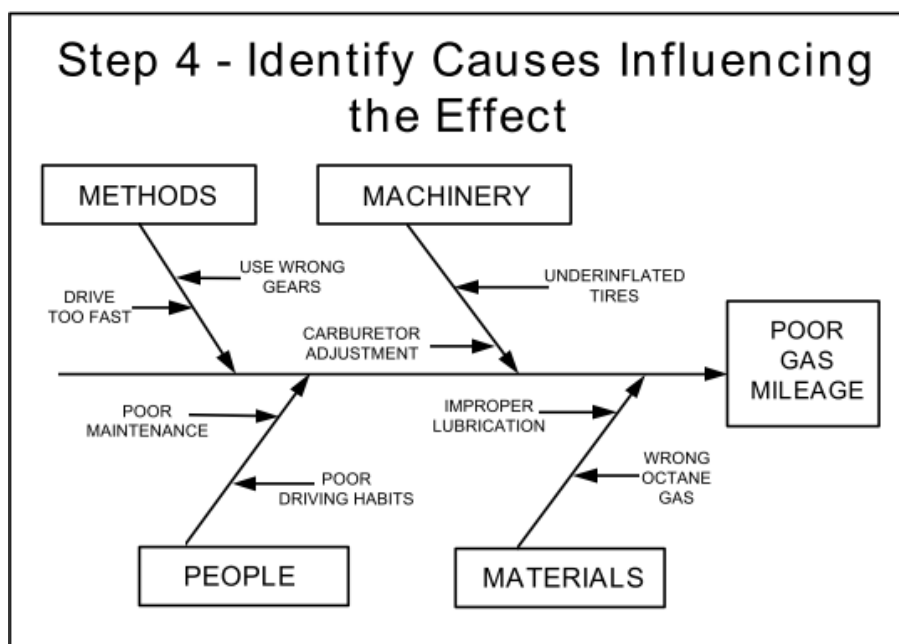 Step 4 - Identify Causes Influencing
the Effect
METHODS
MACHINERY
USE WRONG
GEARS
DRIVE
TOO FAST
UNDERINFLATED
TIRES
CARBURETOR
ADJUSTMENT
POOR
GAS
MILEAGE
POOR
MAINTENANCE
IMPROPER
LUBRICATION
POOR
DRIVING HABITS
WRONG
OCTANE
GAS
PEOPLE
MATERIALS